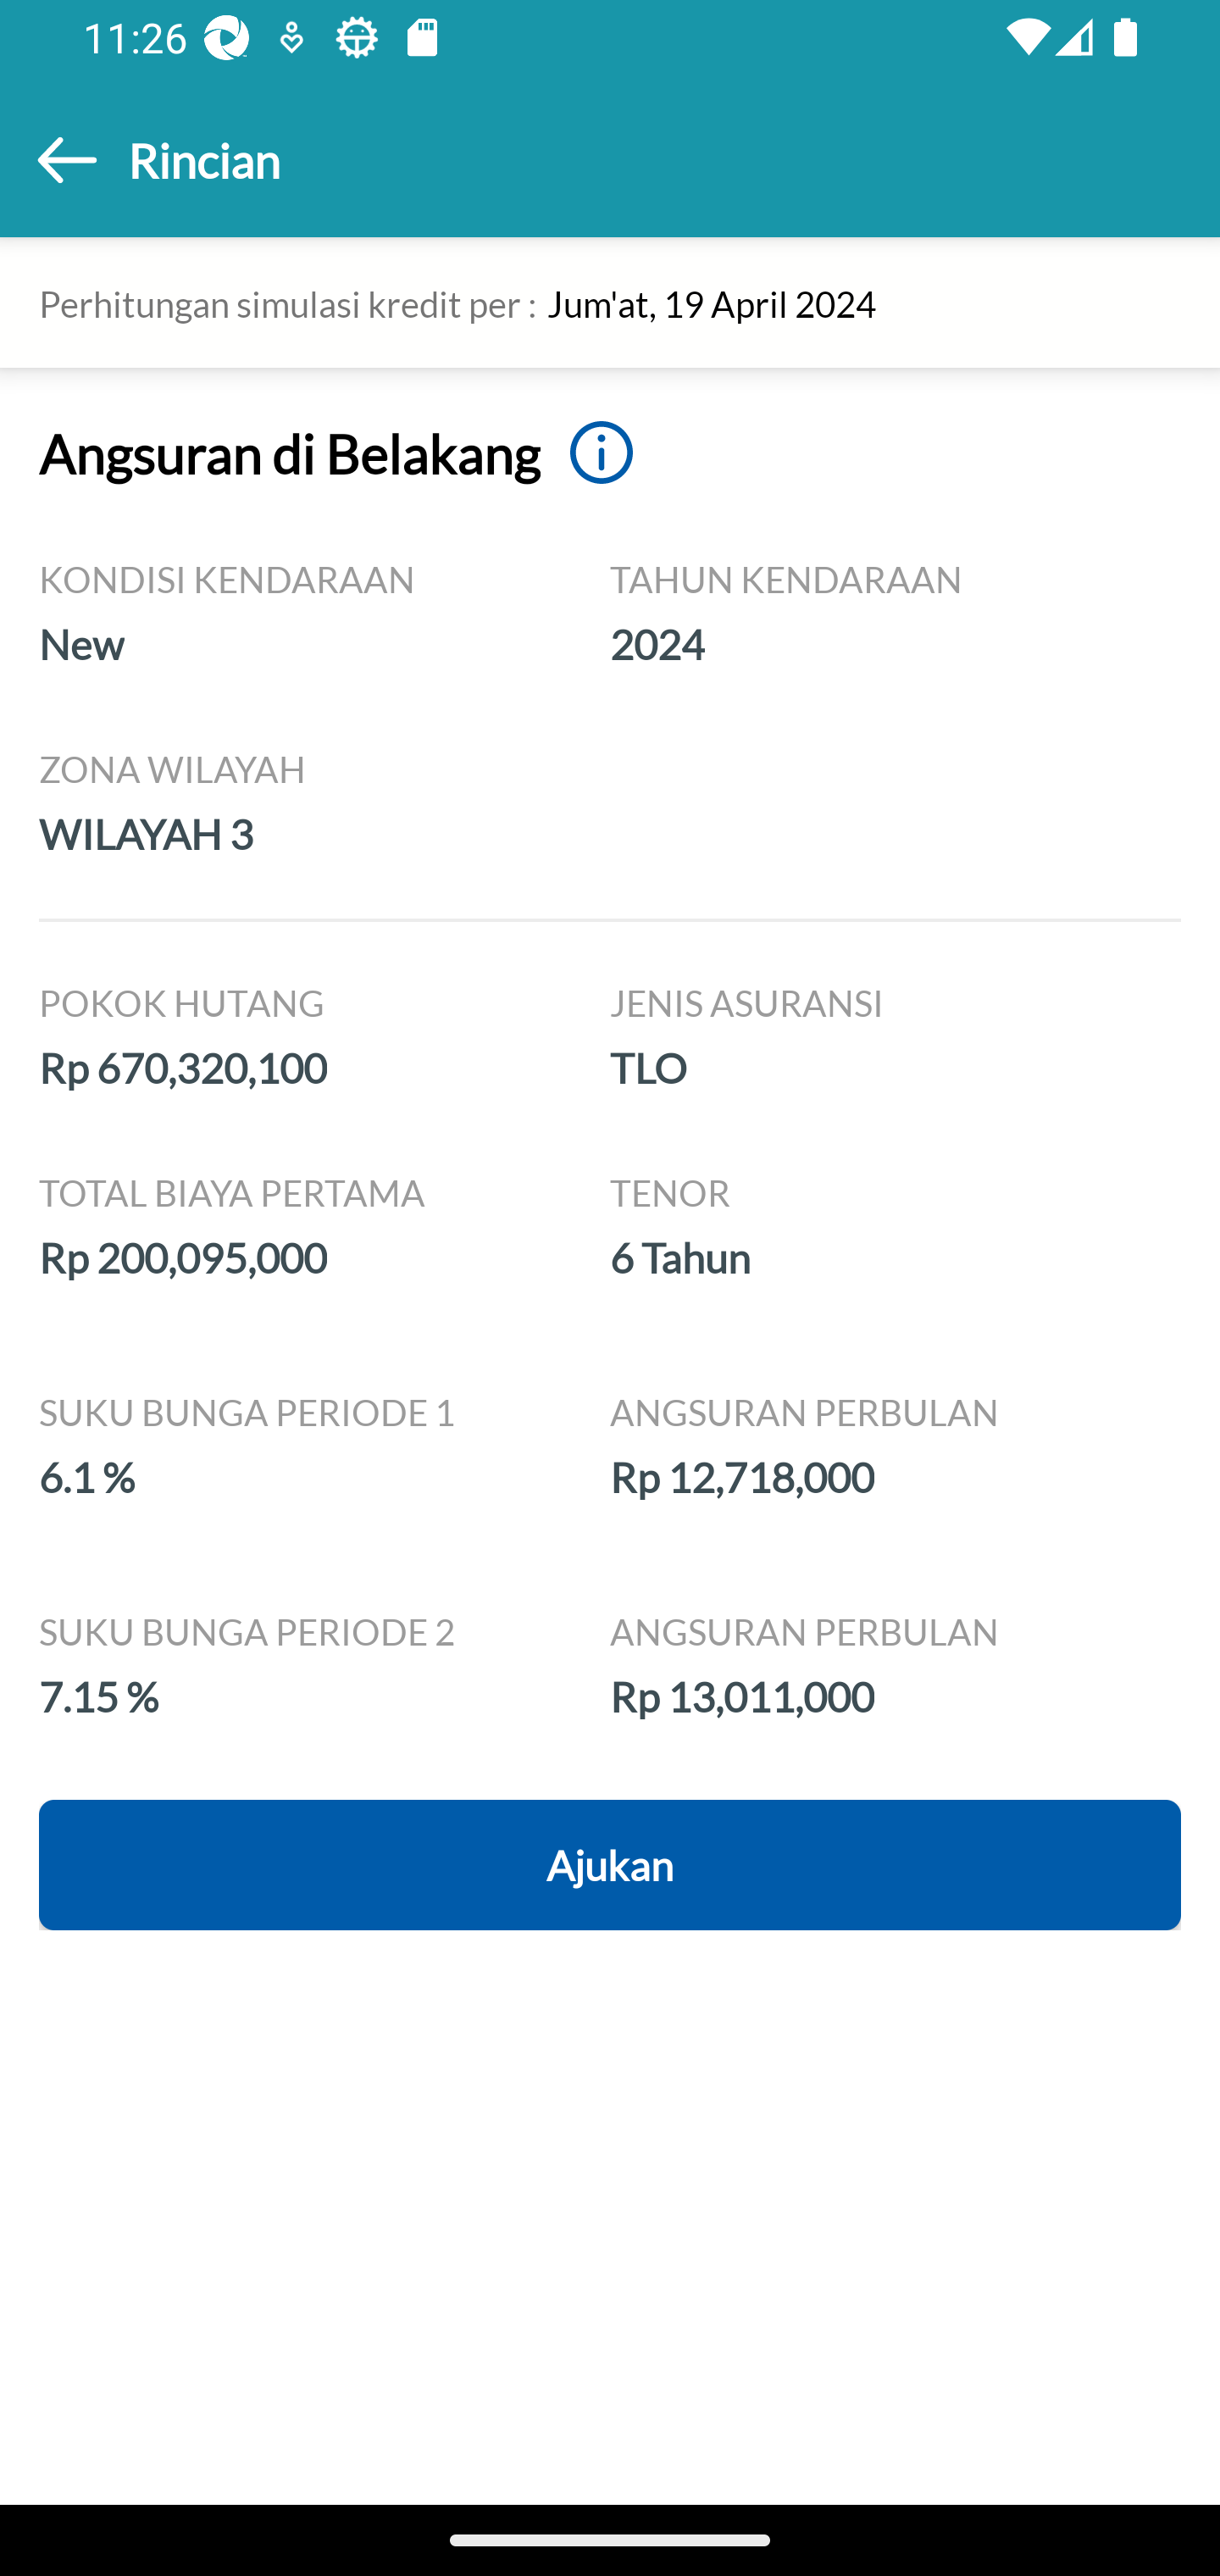 11:26
Rincian
Perhitungan simulasi kredit per : Jum'at, 19 April 2024
Angsuran di Belakang
KONDISI KENDARAAN TAHUN KENDARAAN
New 2024
ZONA WILAYAH
WILAYAH 3
POKOK HUTANG JENIS ASURANSI
Rp 670,320,100 TLO
TOTAL BIAYA PERTAMA TENOR
Rp 200,095,000 6 Tahun
SUKU BUNGA PERIODE 1 ANGSURAN PERBULAN
6.1 % Rp 12,718,000
SUKU BUNGA PERIODE 2 ANGSURAN PERBULAN
7.15 % Rp 13,011,000
Ajukan